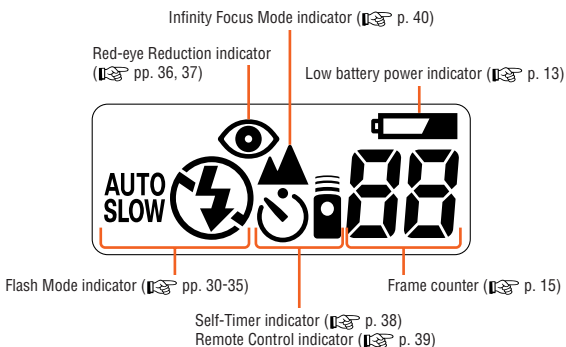 Infinity Focus Mode indicator (☞ p. 40)
Red-eye Reduction indicator
(☞ pp. 36, 37)
Low battery power indicator (☞ p. 13)
AUTO
SLOW
88
Flash Mode indicator (☞ pp. 30-35)
Frame counter (☞ p. 15)
Self-Timer indicator (☞ p. 38)
Remote Control indicator (☞ p. 39)